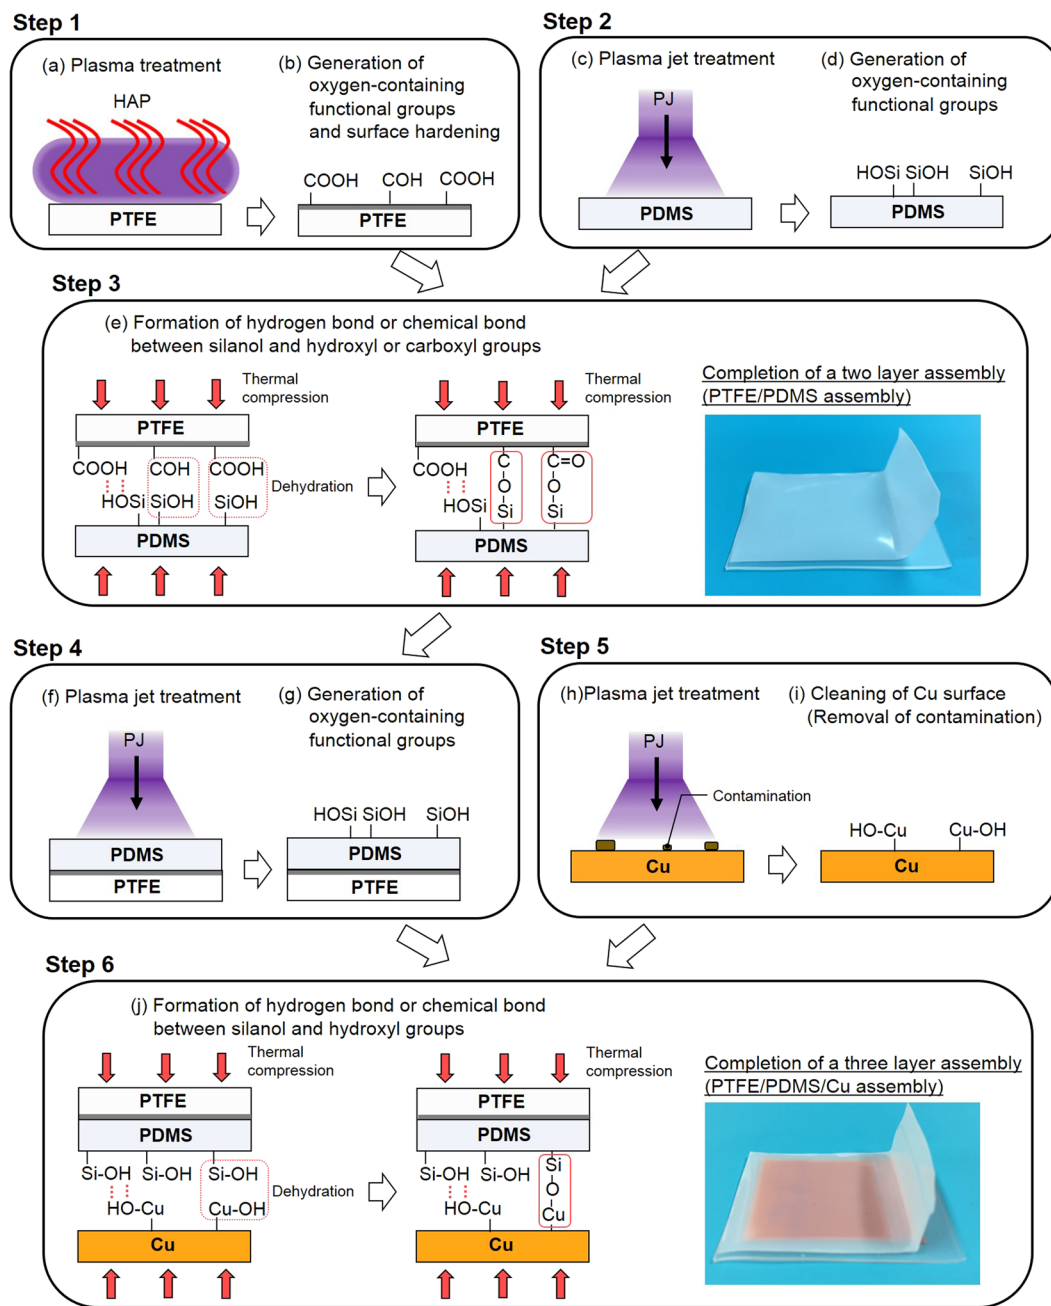 Step 1
(a) Plasma treatment
HAP
PTFE
(b) Generation of
oxygen-containing
functional groups
and surface hardening
COOH COH COOH
PTFE
Step 2
(c) Plasma jet treatment
PJ
PDMS
(d) Generation of
oxygen-containing
functional groups
HOSi SiOH SiOH
PDMS
Step 3
(e) Formation of hydrogen bond or chemical bond
between silanol and hydroxyl or carboxyl groups
Thermal
compression
PTFE
COOH COH COOH
HOSi SiOH SiOH
Dehydration
PDMS
Thermal
compression
PTFE
COOH C C=O
O O
HOSi Si Si
PDMS
Completion of a two layer assembly
(PTFE/PDMS assembly)
Step 4
(f) Plasma jet treatment
PJ
PDMS
PTFE
(g) Generation of
oxygen-containing
functional groups
HOSi SiOH SiOH
PDMS
PTFE
Step 5
(h)Plasma jet treatment
PJ
Contamination
Cu
(i) Cleaning of Cu surface
(Removal of contamination)
HO-Cu Cu-OH
Cu
Step 6
(j) Formation of hydrogen bond or chemical bond
between silanol and hydroxyl groups
Thermal
compression
PTFE
PDMS
Si-OH Si-OH Si-OH
Dehydration
HO-Cu Cu-OH
Cu
Thermal
compression
PTFE
PDMS
Si-OH Si-OH Si
O
HO-Cu Cu
Cu
Completion of a three layer assembly
(PTFE/PDMS/Cu assembly)